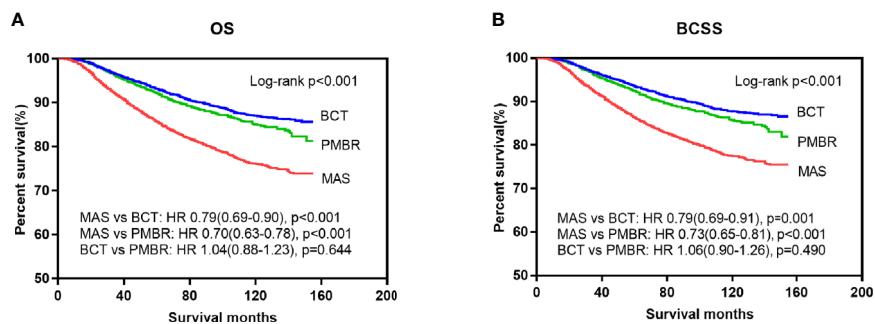 A
OS
Percent survival(%)
100
90
80
70
60
50
Log-rank p<0.001
BCT
PMBR
MAS
MAS vs BCT: HR 0.79(0.69-0.90), p<0.001
MAS vs PMBR: HR 0.70(0.63-0.78), p<0.001
BCT vs PMBR: HR 1.04(0.88-1.23), p=0.644
0 40 80 120 160 200
Survival months
B
BCSS
Percent survival(%)
100
90
80
70
60
50
Log-rank p<0.001
BCT
PMBR
MAS
MAS vs BCT: HR 0.79(0.69-0.91), p=0.001
MAS vs PMBR: HR 0.73(0.65-0.81), p<0.001
BCT vs PMBR: HR 1.06(0.90-1.26), p=0.490
0 40 80 120 160 200
Survival months